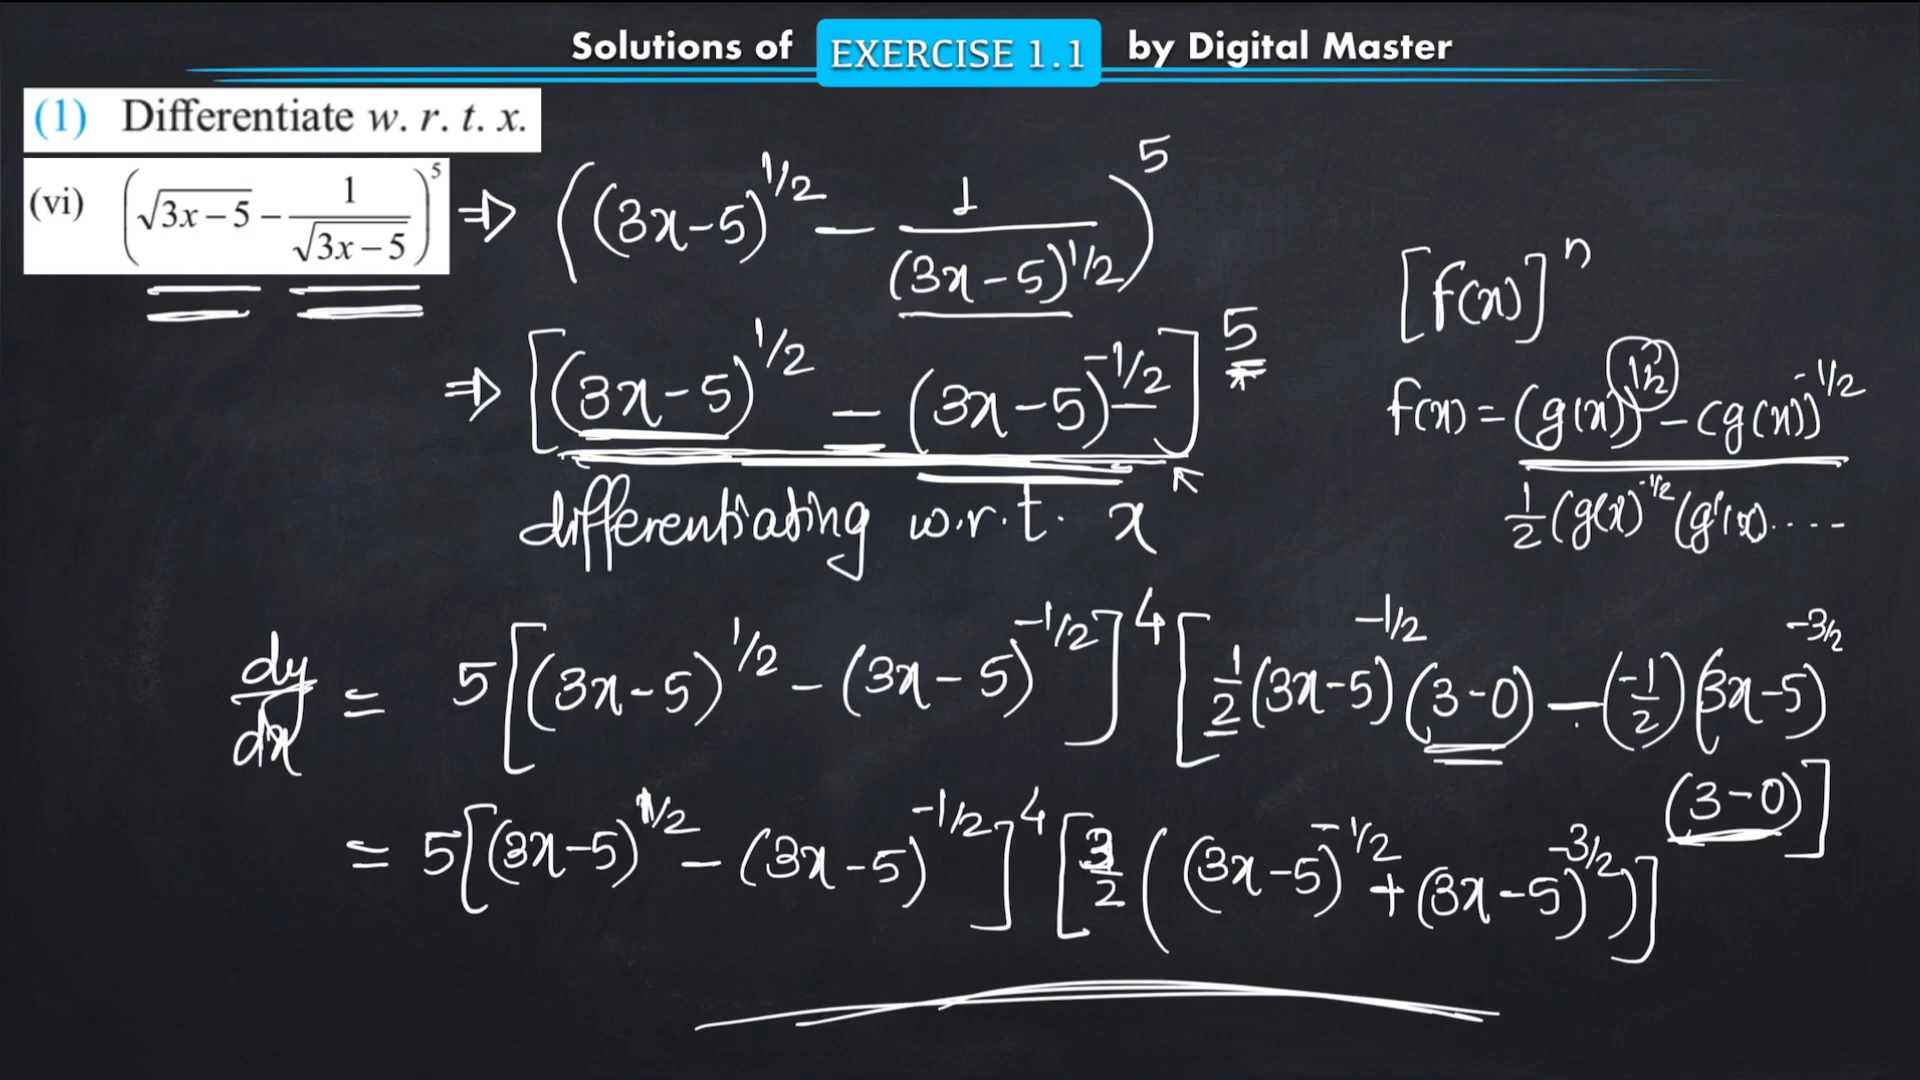 Solutions of EXERCISE 1.1 by Digital Master
(1) Differentiate w. r. t. x.
(vi) (√(3x – 5) – 1/√(3x – 5))^5 ⇒ ((3x-5)^1/2 - 1/(3x-5)^1/2)^5
[f(x)]^n
⇒ [(3x-5)^1/2 - (3x-5)^-1/2]^5
f(x) = (g(x))^1/2 - (g(x))^-1/2
1/2 (g(x))^-1/2 (g'(x)....
differentiating w.r.t. x
dy/dx = 5[(3x-5)^1/2 - (3x-5)^-1/2]^4 [1/2 (3x-5)^-1/2 (3-0) - (-1/2) (3x-5)^-3/2
(3-0)]
= 5[(3x-5)^1/2 - (3x-5)^-1/2]^4 [3/2 ((3x-5)^-1/2 + (3x-5)^-3/2)]